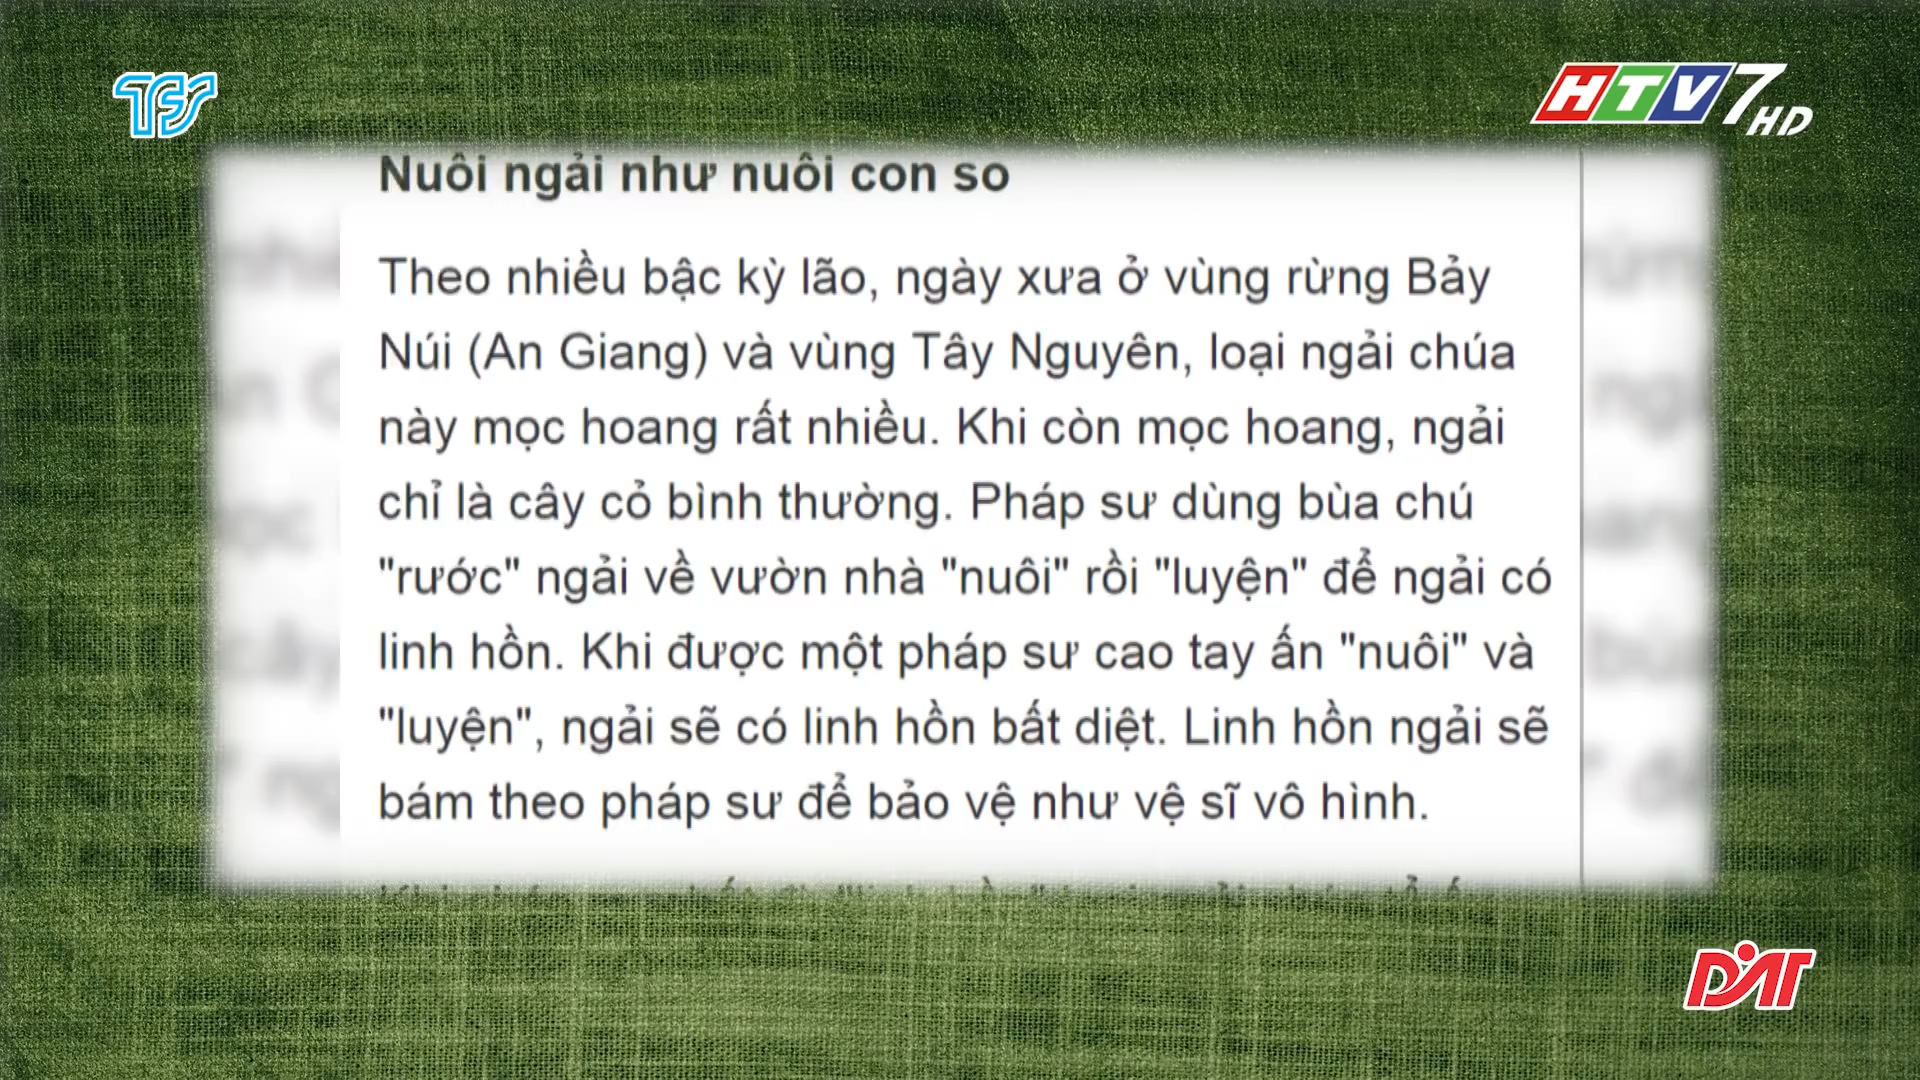 TFS
HTV7 HD
Nuôi ngải như nuôi con so
Theo nhiều bậc kỳ lão, ngày xưa ở vùng rừng Bảy
Núi (An Giang) và vùng Tây Nguyên, loại ngải chúa
này mọc hoang rất nhiều. Khi còn mọc hoang, ngải
chỉ là cây cỏ bình thường. Pháp sư dùng bùa chú
"rước" ngải về vườn nhà "nuôi" rồi "luyện" để ngải có
linh hồn. Khi được một pháp sư cao tay ấn "nuôi" và
"luyện", ngải sẽ có linh hồn bất diệt. Linh hồn ngải sẽ
bám theo pháp sư để bảo vệ như vệ sĩ vô hình.
DAT